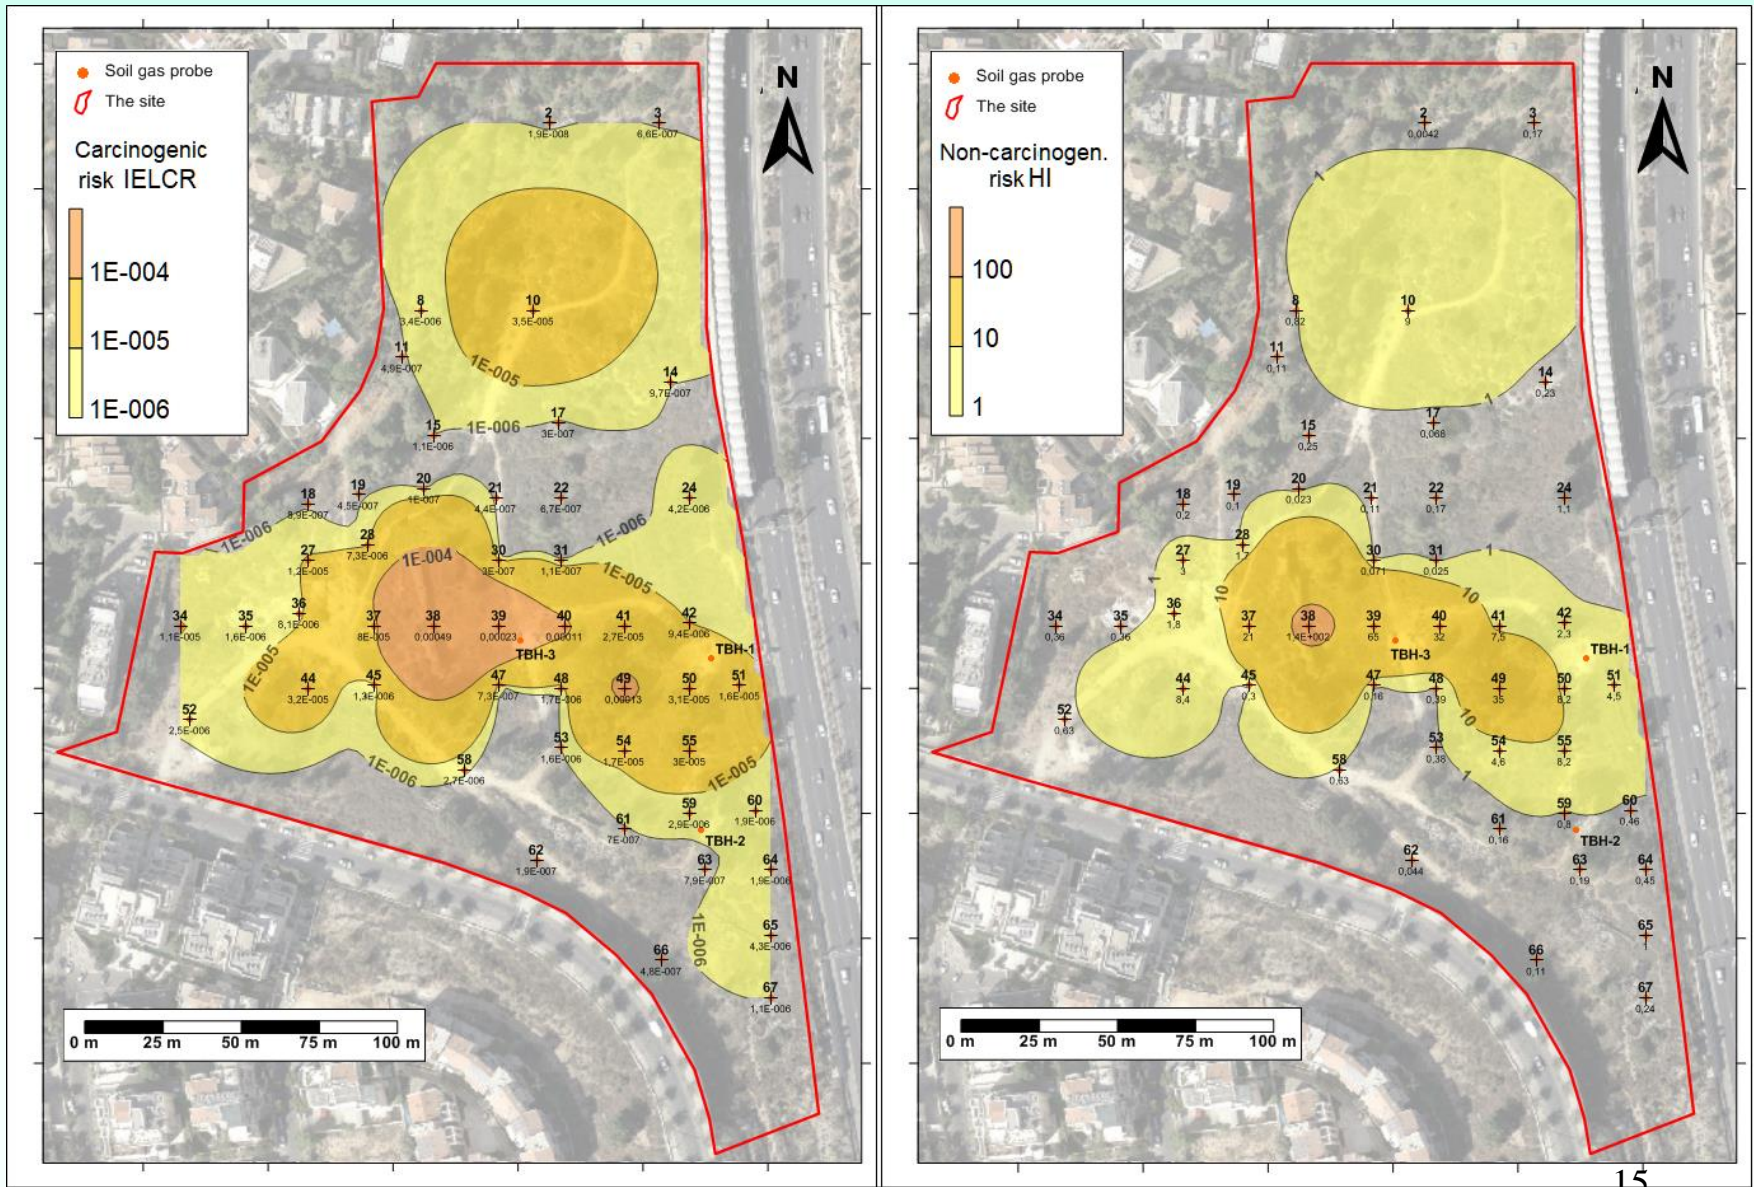 Soil gas probe
The site
Carcinogenic
risk IELCR
1E-004
1E-005
1E-006
N
2
1,9E-008
3
6,6E-007
8
3,4E-006
10
3,5E-005
11
4,9E-007
1E-005
14
9,7E-007
15
1,1E-006
1E-006
17
3E-007
18
8,9E-007
19
4,5E-007
20
1E-007
21
4,4E-007
22
6,7E-007
24
4,2E-006
1E-006
1E-006
27
1,2E-005
28
7,3E-006
1E-004
30
3E-007
31
1,1E-007
1E-005
34
1,1E-005
35
1,6E-006
36
8,1E-006
37
8E-005
38
0,00049
39
0,00023
40
0,00011
41
2,7E-005
42
9,4E-006
TBH-3
TBH-1
1E-005
44
3,2E-005
45
1,3E-006
47
7,3E-007
48
1,7E-006
49
0,00013
50
3,1E-005
51
1,6E-005
52
2,5E-006
53
1,6E-006
54
1,7E-005
55
3E-005
58
2,7E-006
1E-006
1E-005
59
2,9E-006
60
1,9E-006
61
7E-007
TBH-2
62
1,9E-007
63
7,9E-007
64
1,9E-006
65
4,3E-006
1E-006
66
4,8E-007
67
1,1E-006
0 m 25 m 50 m 75 m 100 m
Soil gas probe
The site
Non-carcinogen.
risk HI
100
10
1
N
2
0,0042
3
0,17
1
8
0,82
10
9
11
0,11
14
0,23
1
15
0,25
17
0,068
18
0,2
19
0,1
20
0,023
21
0,11
22
0,17
24
1,1
27
3
28
1,7
30
0,071
31
0,025
1
1
10
10
34
0,36
35
0,36
36
1,8
37
21
38
1,4E+002
39
65
40
32
41
7,5
42
2,3
TBH-3
TBH-1
44
8,4
45
0,3
47
0,16
48
0,39
49
35
50
8,2
51
4,5
52
0,63
10
53
0,38
54
4,6
55
8,2
58
0,63
1
59
0,8
60
0,46
61
0,16
TBH-2
62
0,044
63
0,19
64
0,45
65
1
66
0,11
67
0,24
0 m 25 m 50 m 75 m 100 m
15